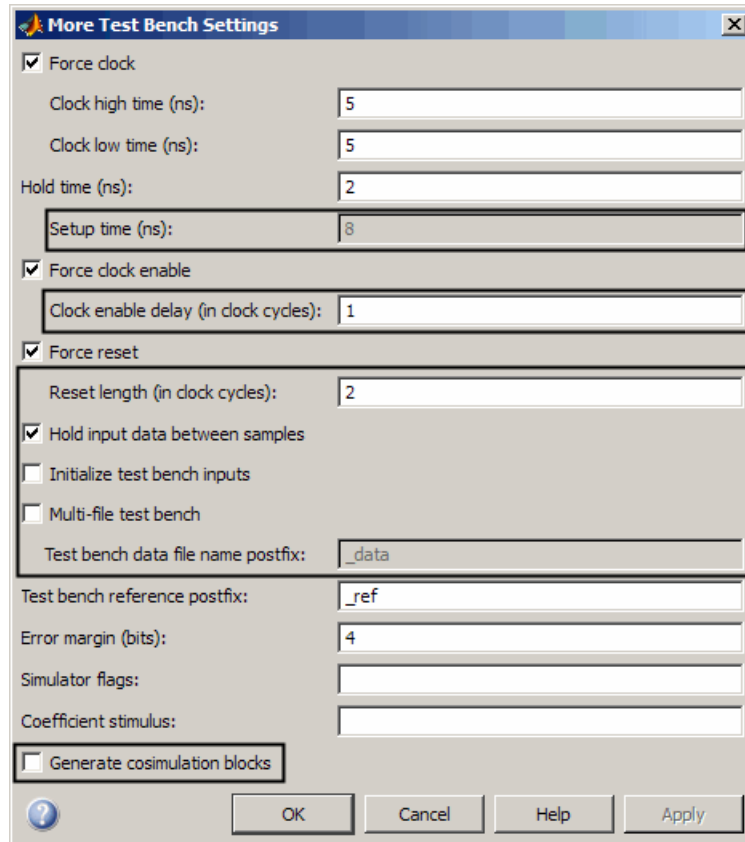 More Test Bench Settings
Force clock
Clock high time (ns): 5
Clock low time (ns): 5
Hold time (ns): 2
Setup time (ns): 8
Force clock enable
Clock enable delay (in clock cycles): 1
Force reset
Reset length (in clock cycles): 2
Hold input data between samples
Initialize test bench inputs
Multi-file test bench
Test bench data file name postfix: _data
Test bench reference postfix: _ref
Error margin (bits): 4
Simulator flags:
Coefficient stimulus:
Generate cosimulation blocks
? OK Cancel Help Apply